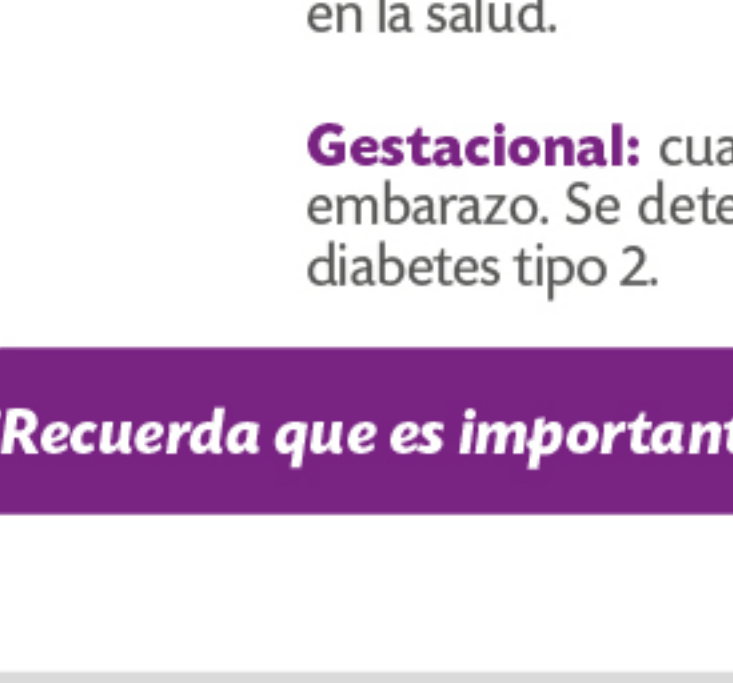 en la salud.
Gestacional: cua
embarazo. Se dete
diabetes tipo 2.
Recuerda que es important